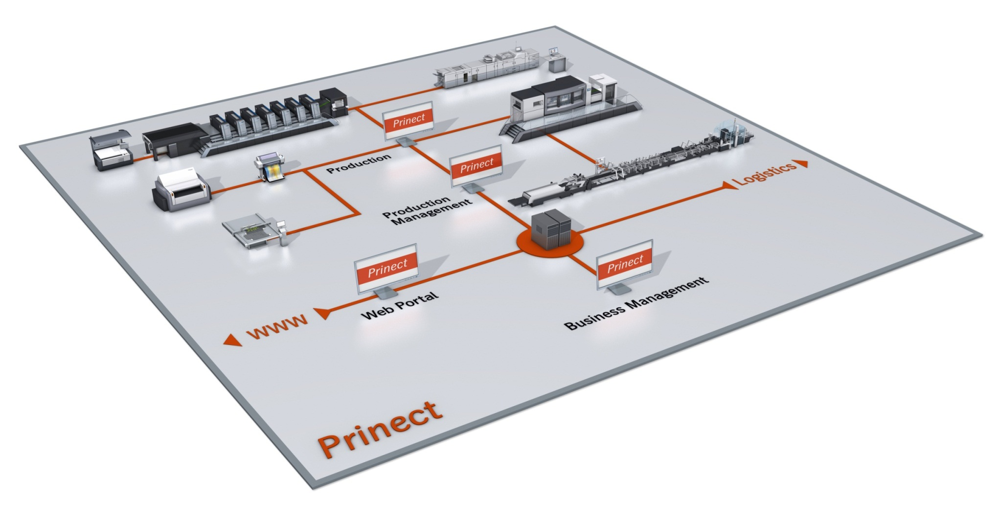 Prinect
Production
Prinect
Production
Management
Logistics
Prinect
Web Portal
Prinect
Business Management
WWW
Prinect